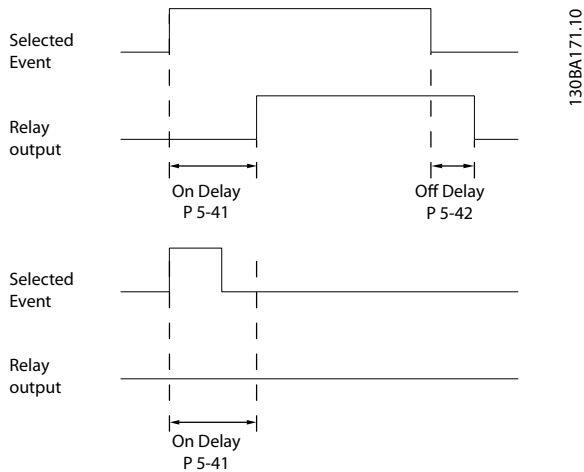 Selected
Event
Relay
output
On Delay
P 5-41
Off Delay
P 5-42
Selected
Event
Relay
output
On Delay
P 5-41
130BA171.10